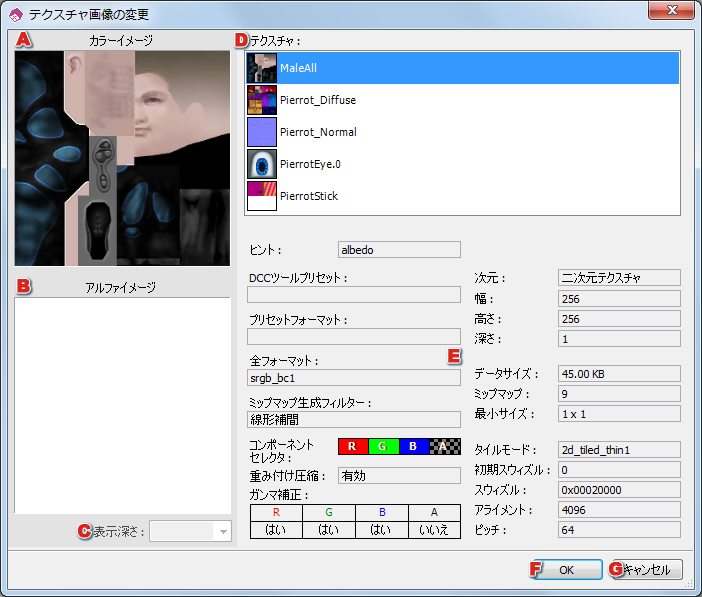 テクスチャ画像の変更
A カラーイメージ
D テクスチャ:
MaleAll
Pierrot_Diffuse
Pierrot_Normal
PierrotEye.0
PierrotStick
B アルファイメージ
C 表示深さ:
E
ヒント: albedo
DCCツールプリセット:
プリセットフォーマット:
全フォーマット:
srgb_bc1
ミップマップ生成フィルター:
線形補間
コンポーネント
セレクタ: R G B A
重み付け圧縮: 有効
ガンマ補正:
R G B A
はい はい はい いいえ
次元: 二次元テクスチャ
幅: 256
高さ: 256
深さ: 1
データサイズ: 45.00 KB
ミップマップ: 9
最小サイズ: 1 x 1
タイルモード: 2d_tiled_thin1
初期スウィズル: 0
スウィズル: 0x00020000
アライメント: 4096
ピッチ: 64
F OK
G キャンセル